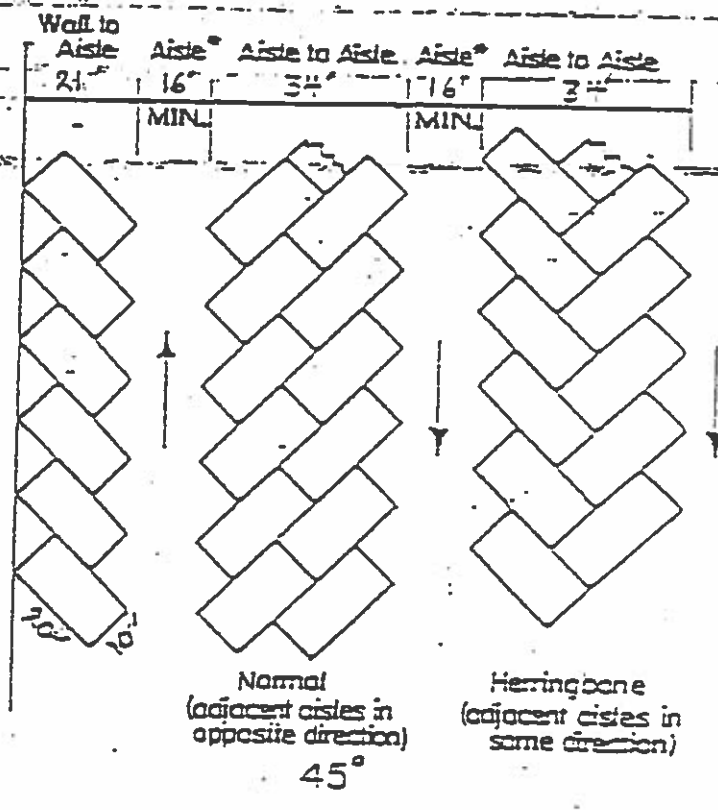 Wall to
Aisle Aisle* Aisle to Aisle Aisle* Aisle to Aisle
21' 16' 16'
MIN. MIN.
Normal
(adjacent aisles in
opposite direction)
45°
Herringbone
(adjacent aisles in
same direction)